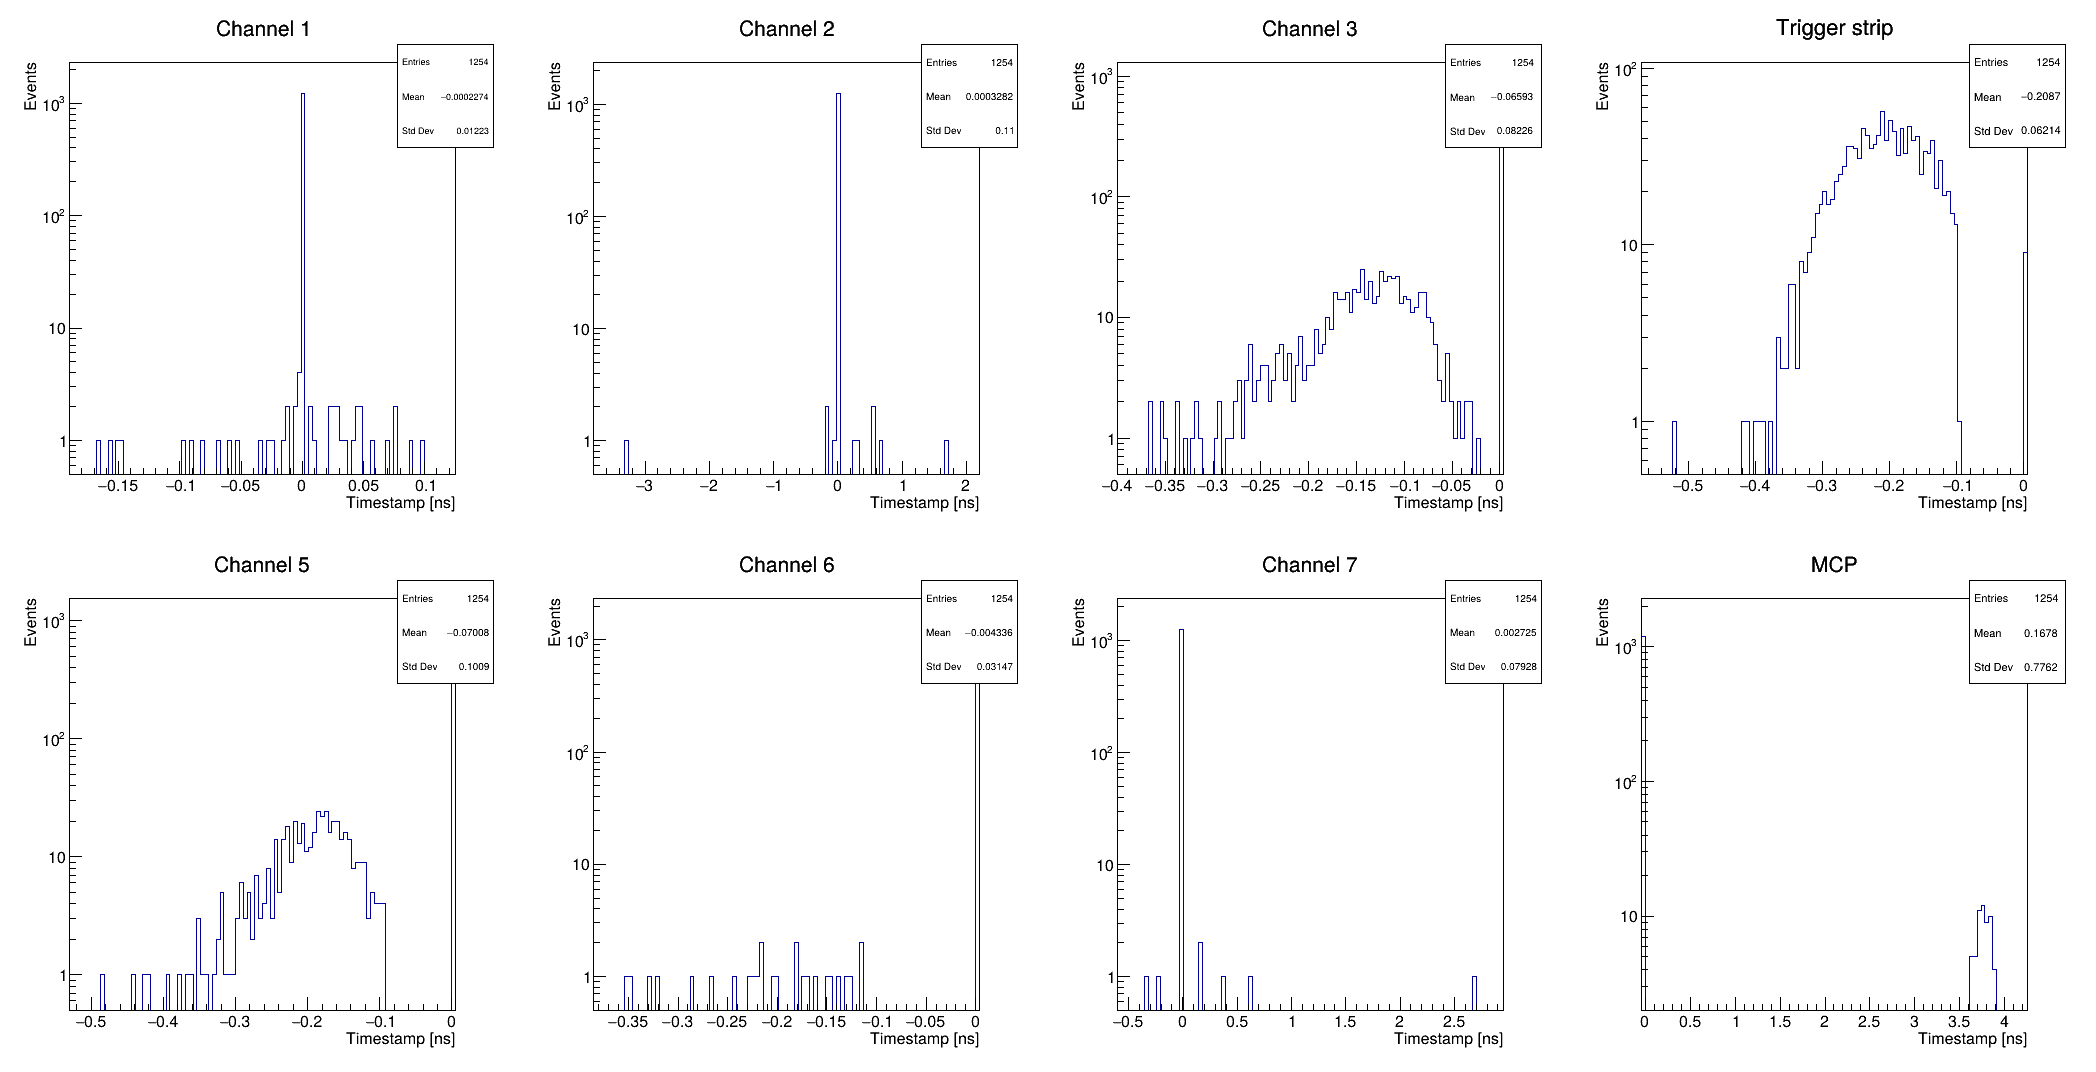 Channel 1
Events
Entries 1254
Mean −0.0002274
Std Dev 0.01223
10³
10²
10
1
−0.15 −0.1 −0.05 0 0.05 0.1
Timestamp [ns]
Channel 2
Events
Entries 1254
Mean 0.0003282
Std Dev 0.11
10³
10²
10
1
−3 −2 −1 0 1 2
Timestamp [ns]
Channel 3
Events
Entries 1254
Mean −0.06593
Std Dev 0.08226
10³
10²
10
1
−0.4 −0.35 −0.3 −0.25 −0.2 −0.15 −0.1 −0.05 0
Timestamp [ns]
Trigger strip
Events
Entries 1254
Mean −0.2087
Std Dev 0.06214
10²
10
1
−0.5 −0.4 −0.3 −0.2 −0.1 0
Timestamp [ns]
Channel 5
Events
Entries 1254
Mean −0.07008
Std Dev 0.1009
10³
10²
10
1
−0.5 −0.4 −0.3 −0.2 −0.1 0
Timestamp [ns]
Channel 6
Events
Entries 1254
Mean −0.004336
Std Dev 0.03147
10³
10²
10
1
−0.35 −0.3 −0.25 −0.2 −0.15 −0.1 −0.05 0
Timestamp [ns]
Channel 7
Events
Entries 1254
Mean 0.002725
Std Dev 0.07928
10³
10²
10
1
−0.5 0 0.5 1 1.5 2 2.5
Timestamp [ns]
MCP
Events
Entries 1254
Mean 0.1678
Std Dev 0.7762
10³
10²
10
0 0.5 1 1.5 2 2.5 3 3.5 4
Timestamp [ns]